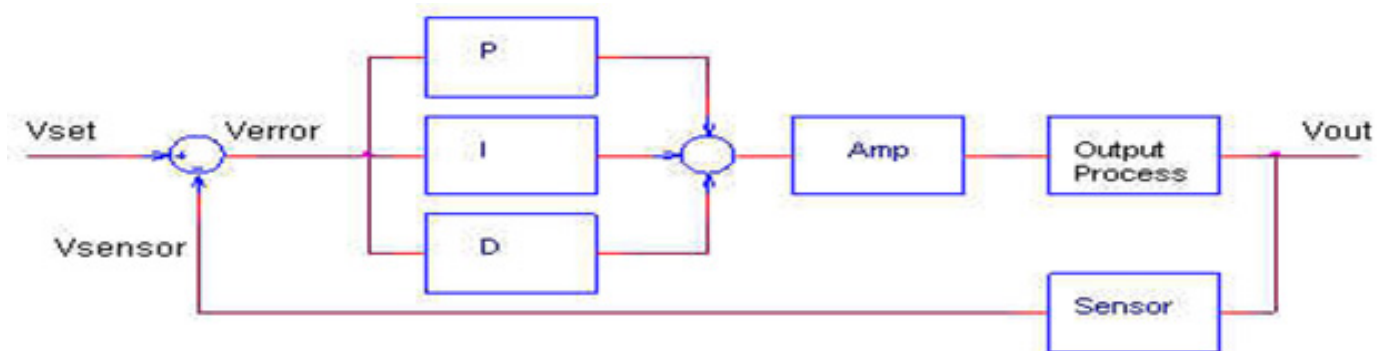 P
Vset
Verror
I
Amp
Output
Process
Vout
Vsensor
D
Sensor